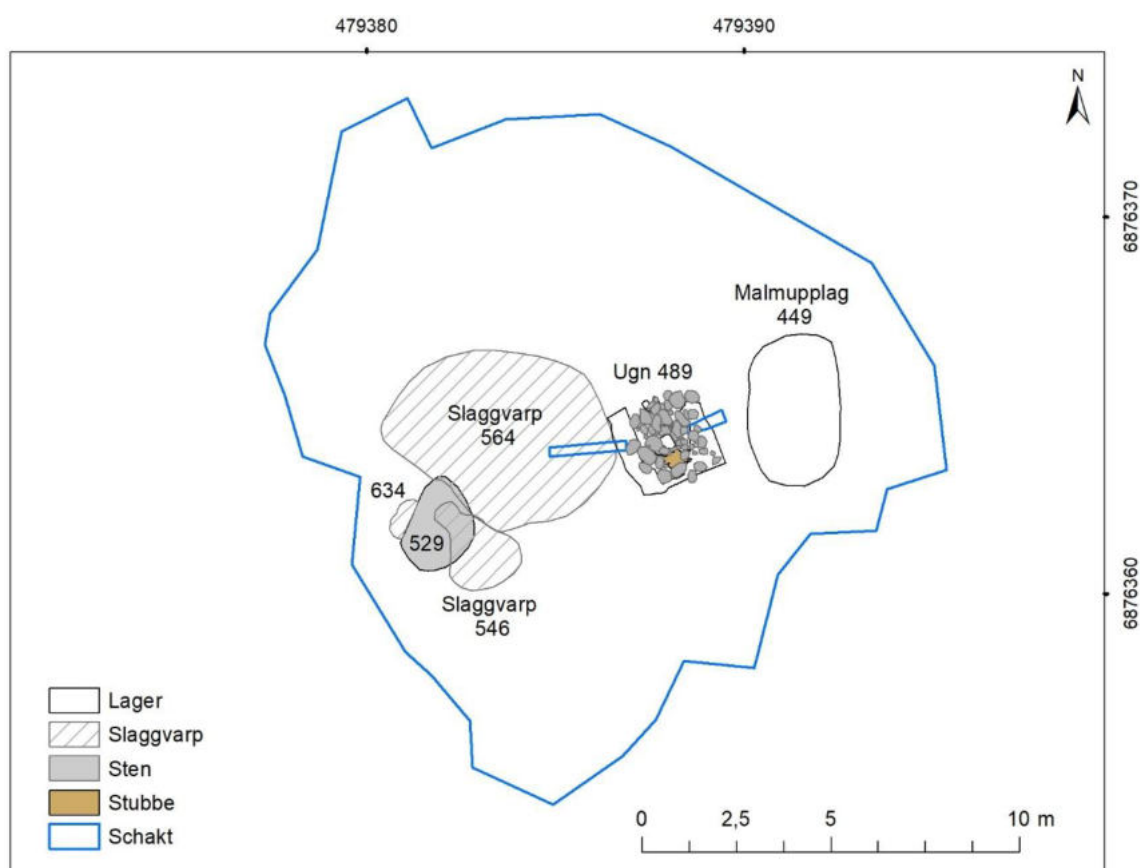 479380
479390
N
6876370
Malmupplag
449
Ugn 489
Slaggvarp
564
634
529
6876360
Slaggvarp
546
Lager
Slaggvarp
Sten
Stubbe
Schakt
0 2,5 5 10 m